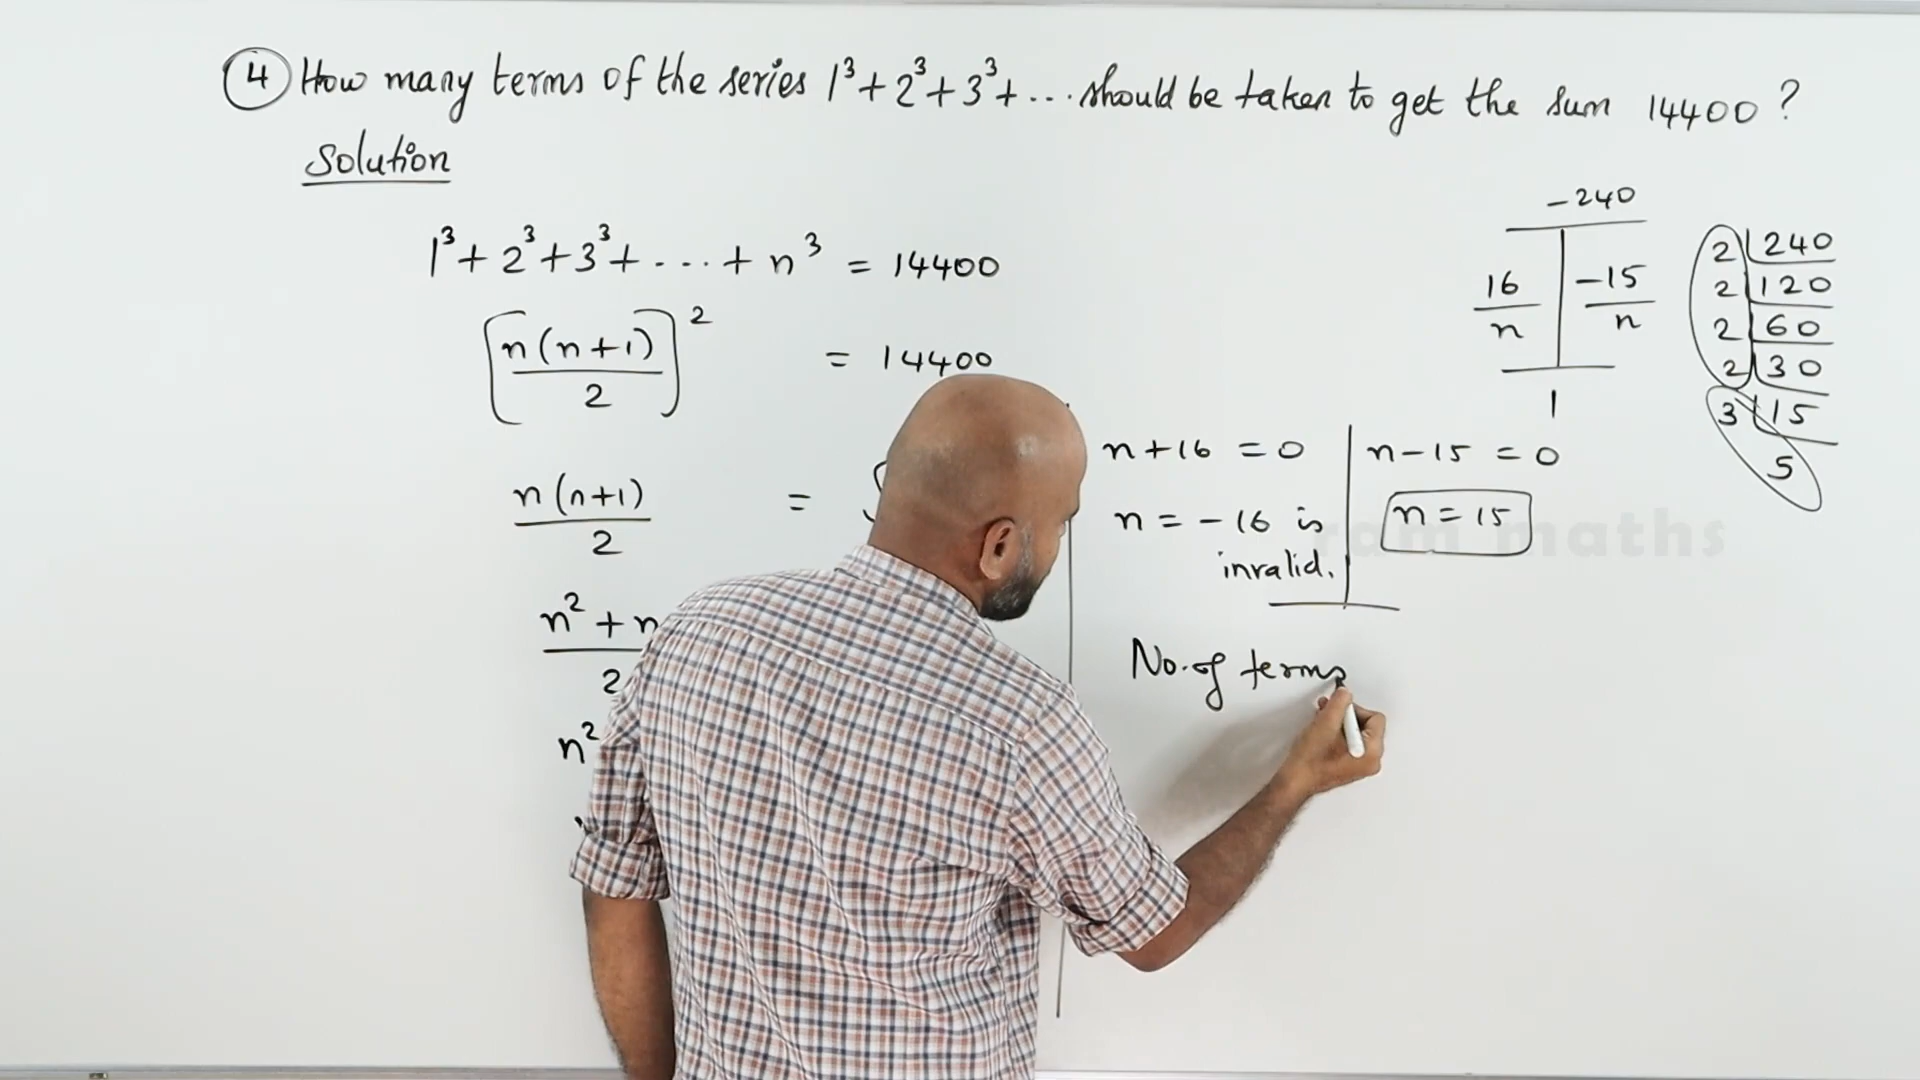 4 How many terms of the series 1³ + 2³ + 3³ + ... should be taken to get the sum 14400 ?
Solution
1³ + 2³ + 3³ + ... + n³ = 14400
[n(n+1)/2]² = 14400
n(n+1)/2 =
n² + n
2
n²
-240
16/n | -15/n
1
2 | 240
2 | 120
2 | 60
2 | 30
3 | 15
5
n+16 = 0 | n-15 = 0
n = -16 is invalid. | n = 15
No. of terms
ram maths